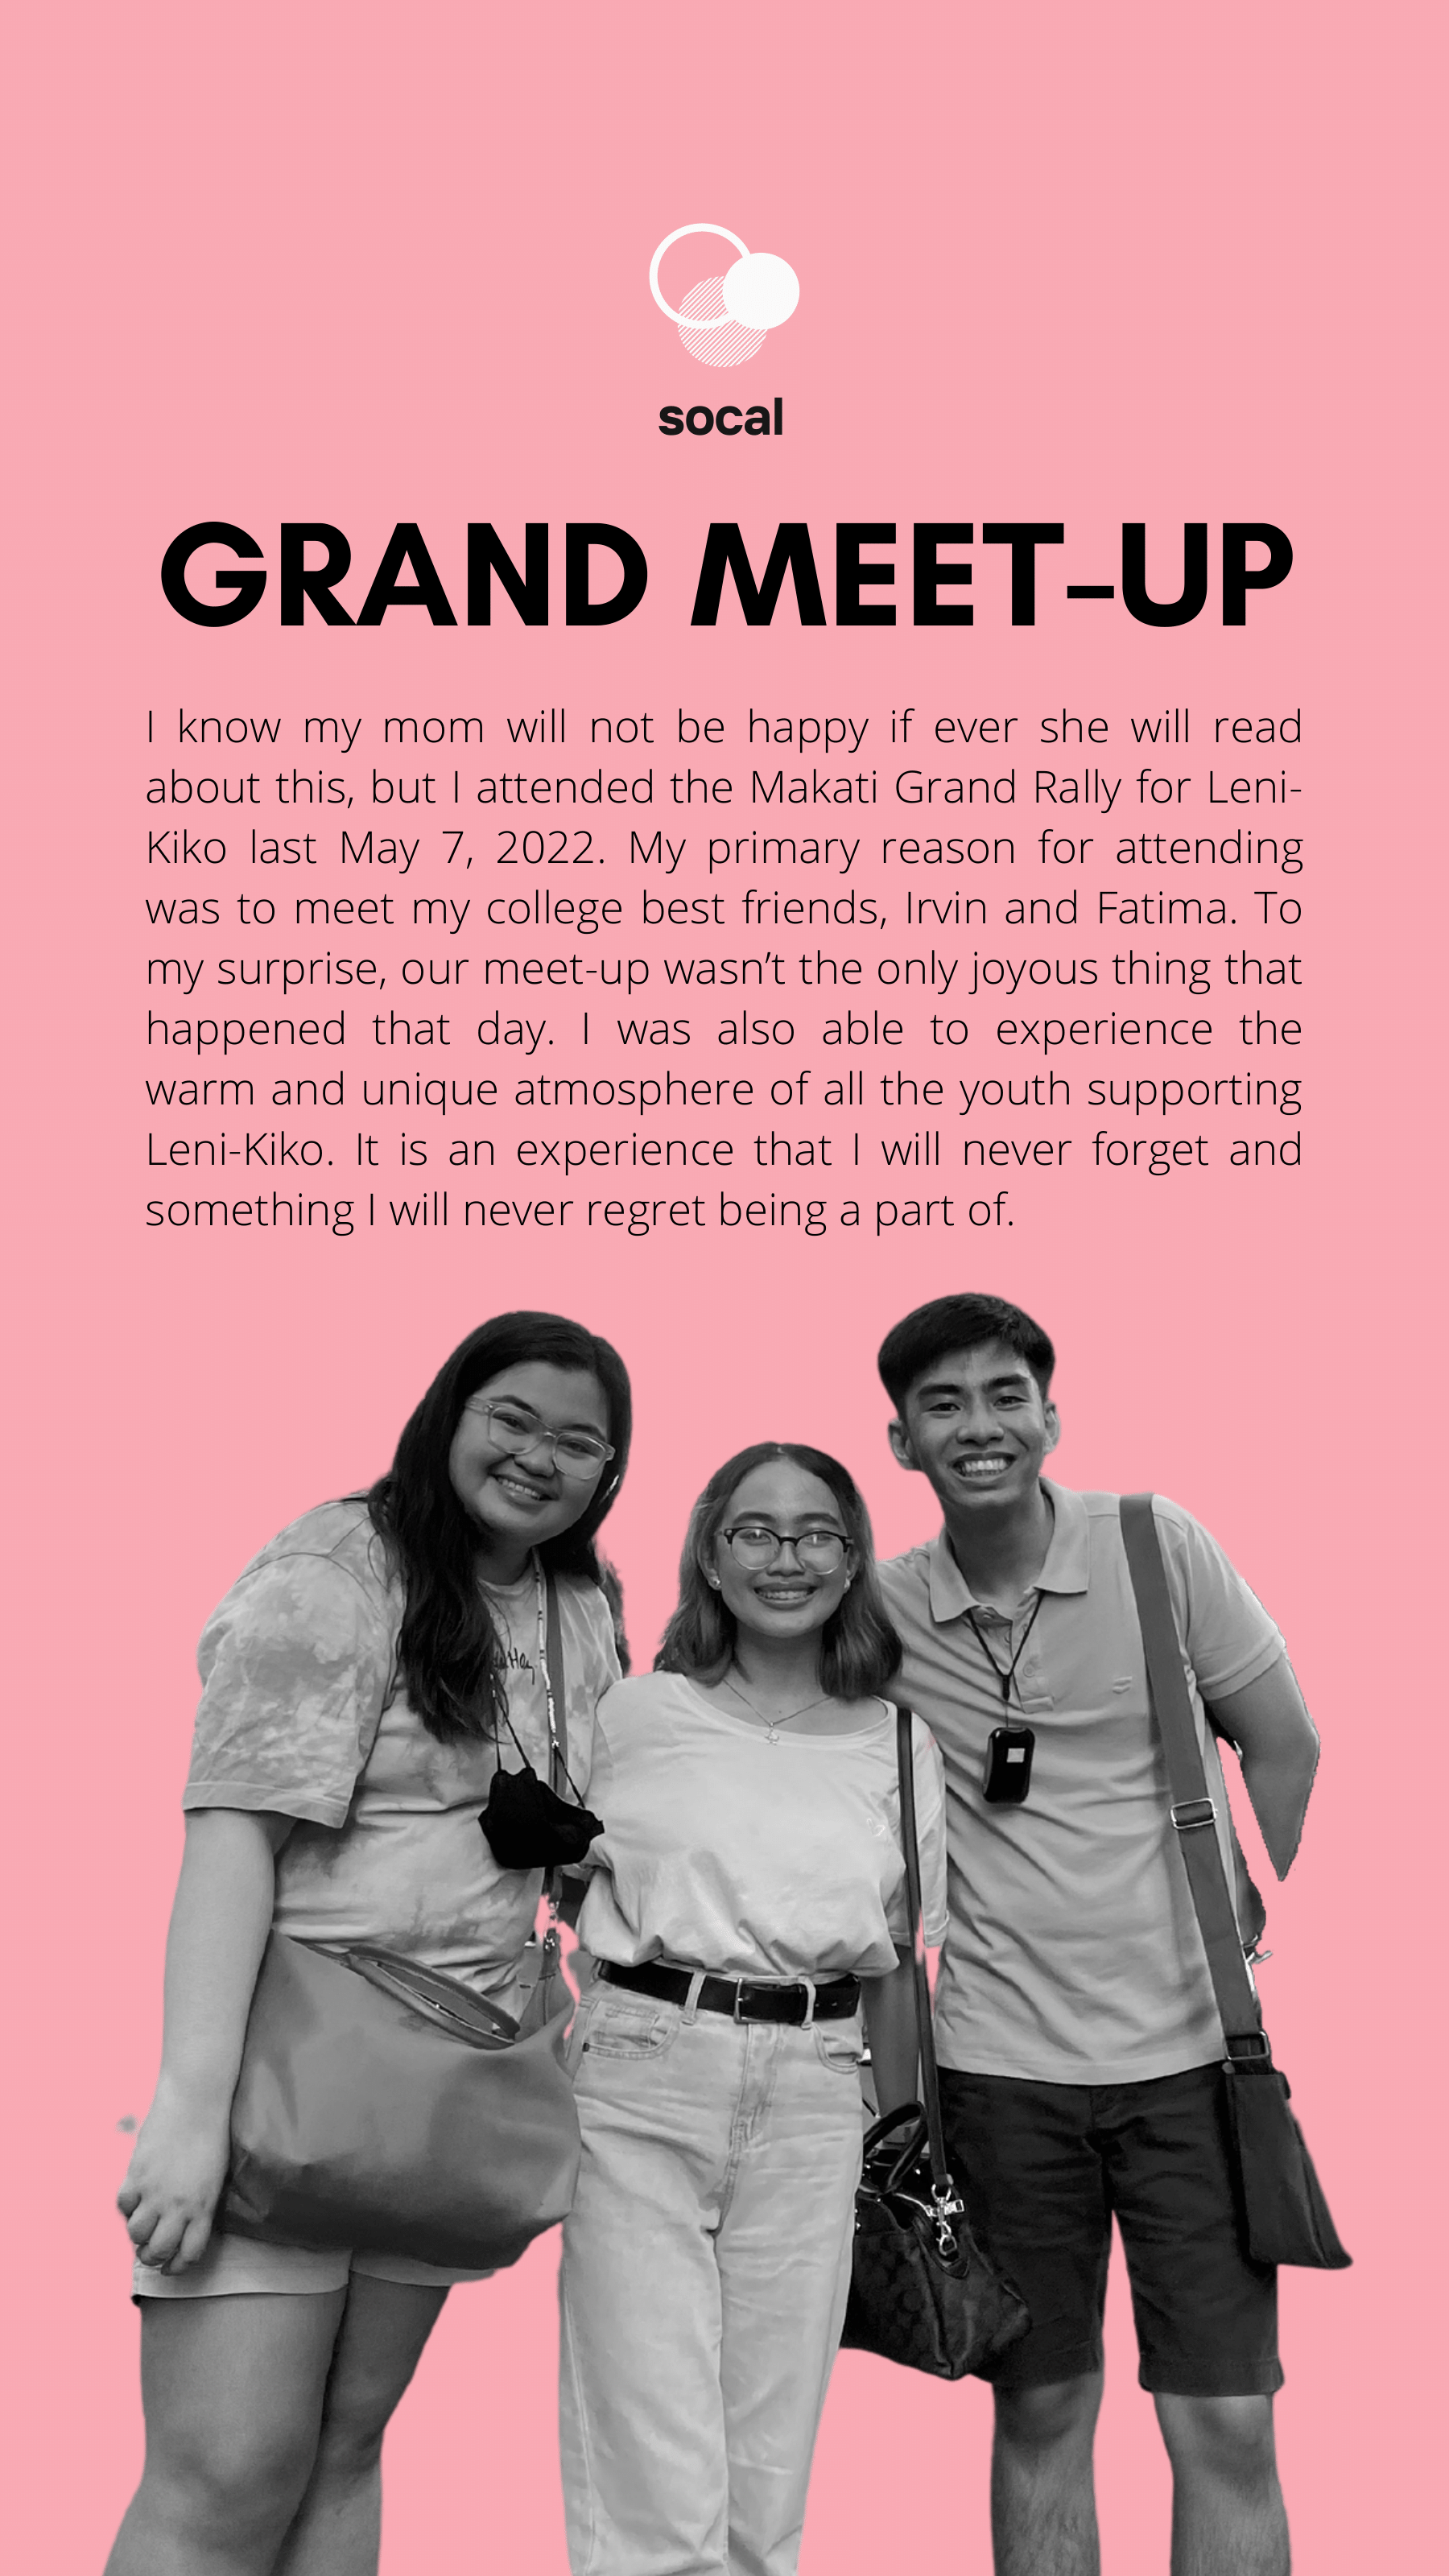 socal
GRAND MEET-UP
I know my mom will not be happy if ever she will read
about this, but I attended the Makati Grand Rally for Leni-
Kiko last May 7, 2022. My primary reason for attending
was to meet my college best friends, Irvin and Fatima. To
my surprise, our meet-up wasn’t the only joyous thing that
happened that day. I was also able to experience the
warm and unique atmosphere of all the youth supporting
Leni-Kiko. It is an experience that I will never forget and
something I will never regret being a part of.